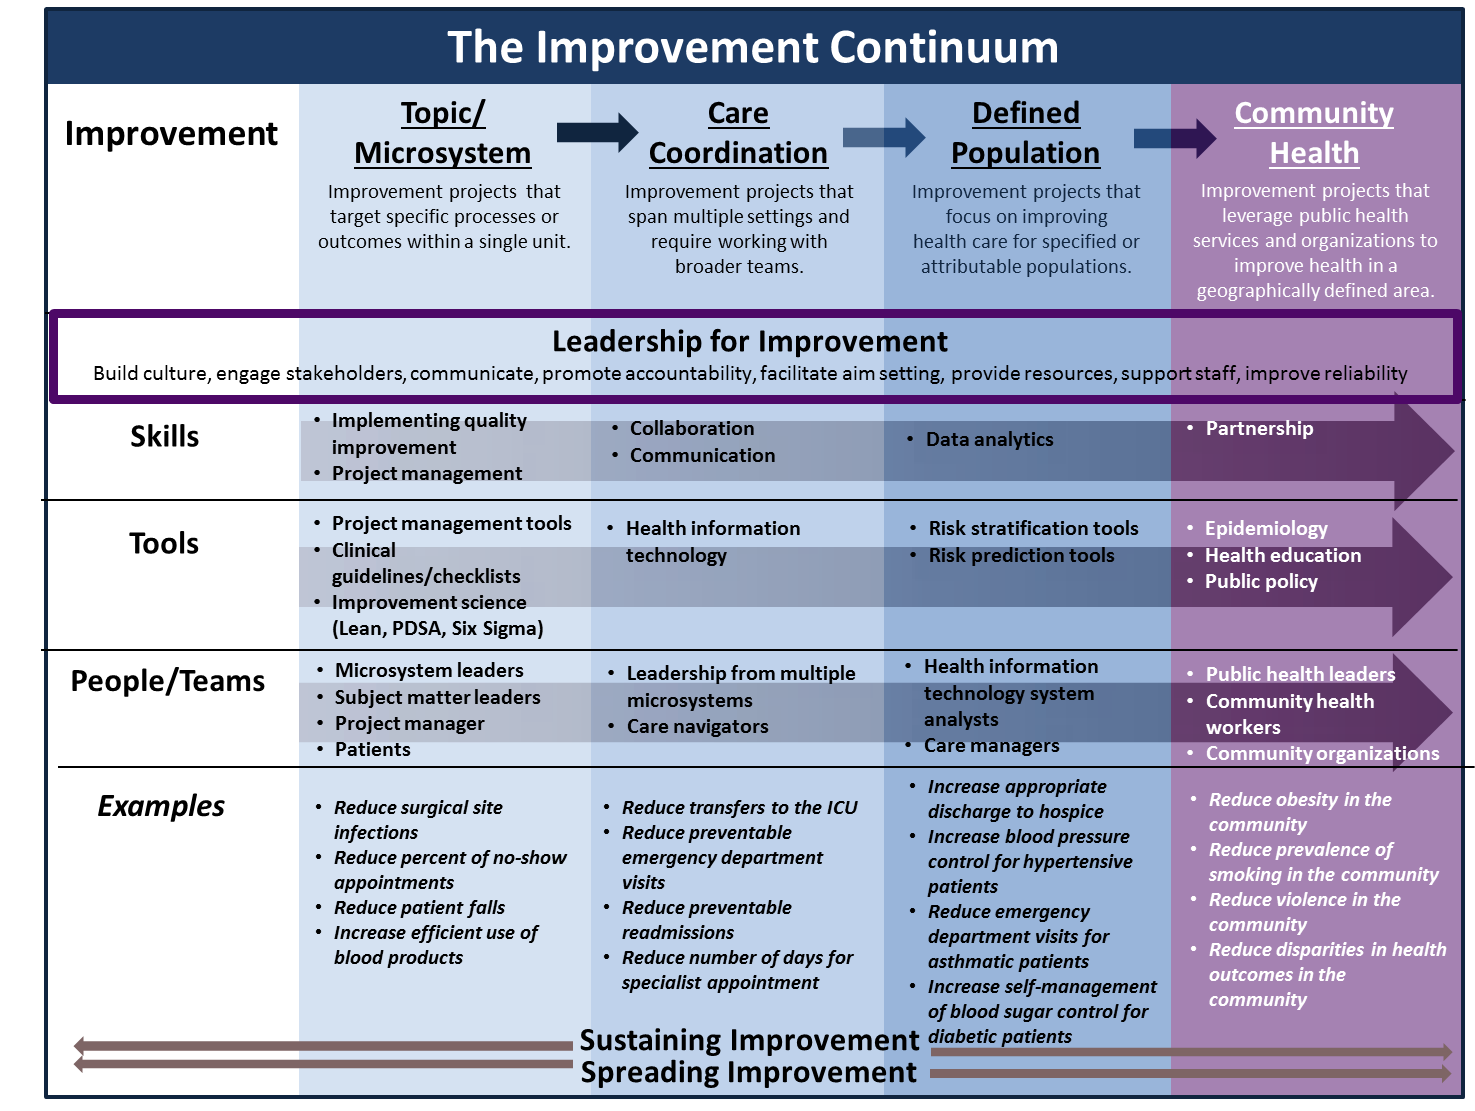 The Improvement Continuum
Improvement
Topic/
Microsystem
Improvement projects that
target specific processes or
outcomes within a single unit.
Care
Coordination
Improvement projects that
span multiple settings and
require working with
broader teams.
Defined
Population
Improvement projects that
focus on improving
health care for specified or
attributable populations.
Community
Health
Improvement projects that
leverage public health
services and organizations to
improve health in a
geographically defined area.
Leadership for Improvement
Build culture, engage stakeholders, communicate, promote accountability, facilitate aim setting, provide resources, support staff, improve reliability
Skills
• Implementing quality
improvement
• Project management
• Collaboration
• Communication
• Data analytics
• Partnership
Tools
• Project management tools
• Clinical
guidelines/checklists
• Improvement science
(Lean, PDSA, Six Sigma)
• Health information
technology
• Risk stratification tools
• Risk prediction tools
• Epidemiology
• Health education
• Public policy
People/Teams
• Microsystem leaders
• Subject matter leaders
• Project manager
• Patients
• Leadership from multiple
microsystems
• Care navigators
• Health information
technology system
analysts
• Care managers
• Public health leaders
• Community health
workers
• Community organizations
Examples
• Reduce surgical site
infections
• Reduce percent of no-show
appointments
• Reduce patient falls
• Increase efficient use of
blood products
• Reduce transfers to the ICU
• Reduce preventable
emergency department
visits
• Reduce preventable
readmissions
• Reduce number of days for
specialist appointment
• Increase appropriate
discharge to hospice
• Increase blood pressure
control for hypertensive
patients
• Reduce emergency
department visits for
asthmatic patients
• Increase self-management
of blood sugar control for
diabetic patients
• Reduce obesity in the
community
• Reduce prevalence of
smoking in the community
• Reduce violence in the
community
• Reduce disparities in health
outcomes in the
community
Sustaining Improvement
Spreading Improvement